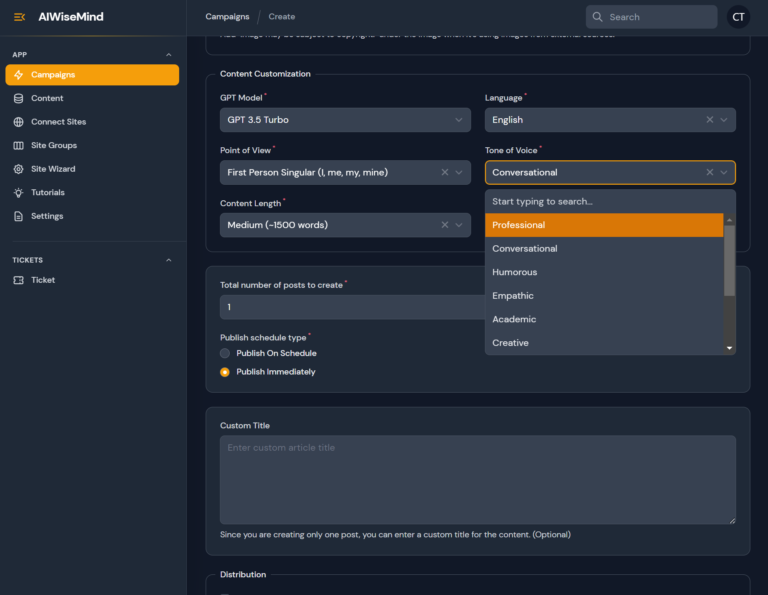 AIWiseMind
Campaigns / Create
Search
CT
APP
Campaigns
Content
Connect Sites
Site Groups
Site Wizard
Tutorials
Settings
TICKETS
Ticket
Content Customization
GPT Model*
GPT 3.5 Turbo
Language*
English
Point of View*
First Person Singular (I, me, my, mine)
Tone of Voice*
Conversational
Start typing to search...
Professional
Conversational
Humorous
Empathic
Academic
Creative
Content Length*
Medium (~1500 words)
Total number of posts to create*
1
Publish schedule type*
Publish On Schedule
Publish Immediately
Custom Title
Enter custom article title
Since you are creating only one post, you can enter a custom title for the content. (Optional)
Distribution